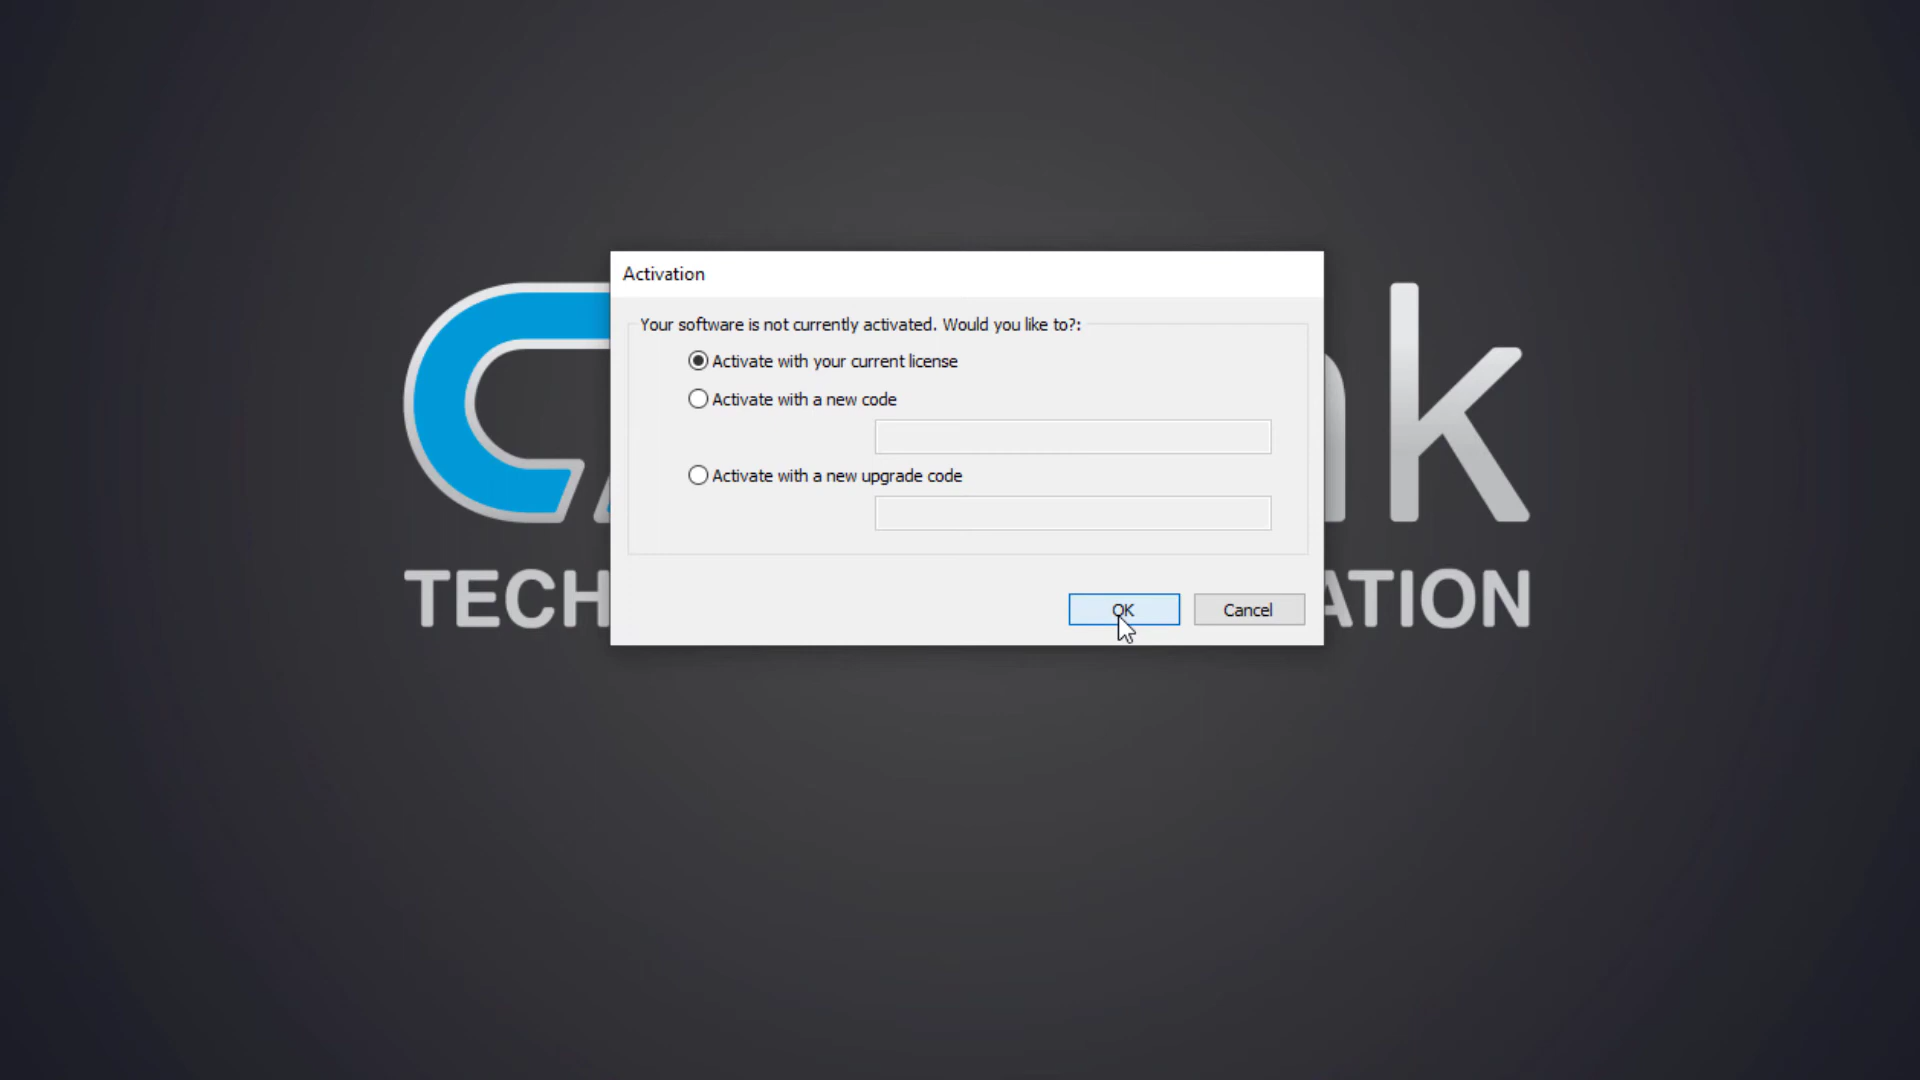 Activation
Your software is not currently activated. Would you like to?:
Activate with your current license
Activate with a new code
Activate with a new upgrade code
k
TECH
ATION
OK
Cancel